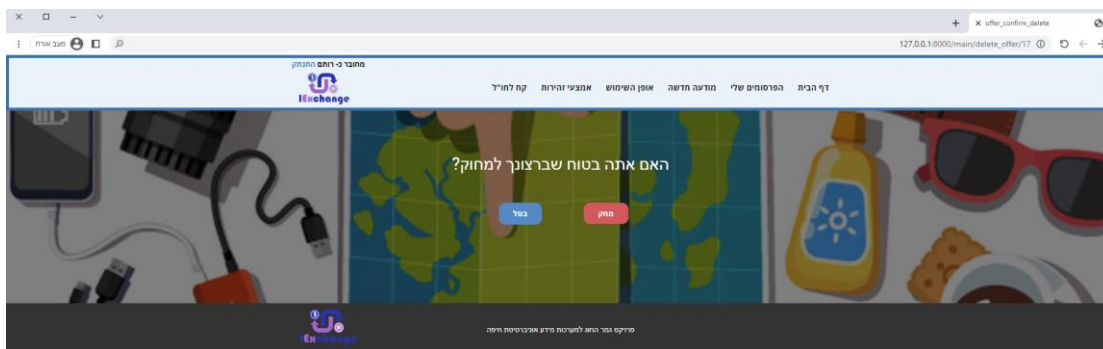 offer_confirm_delete
127.0.0.1:8000/main/delete_offer/17
מצב אורח
מחובר כ- רותם התנתק
IExchange
דף הבית הפרסומים שלי מודעה חדשה אופן השימוש אמצעי זהירות קח לחו"ל
האם אתה בטוח שברצונך למחוק?
מחק
בטל
פרויקט גמר החוג למערכות מידע אוניברסיטת חיפה
IExchange